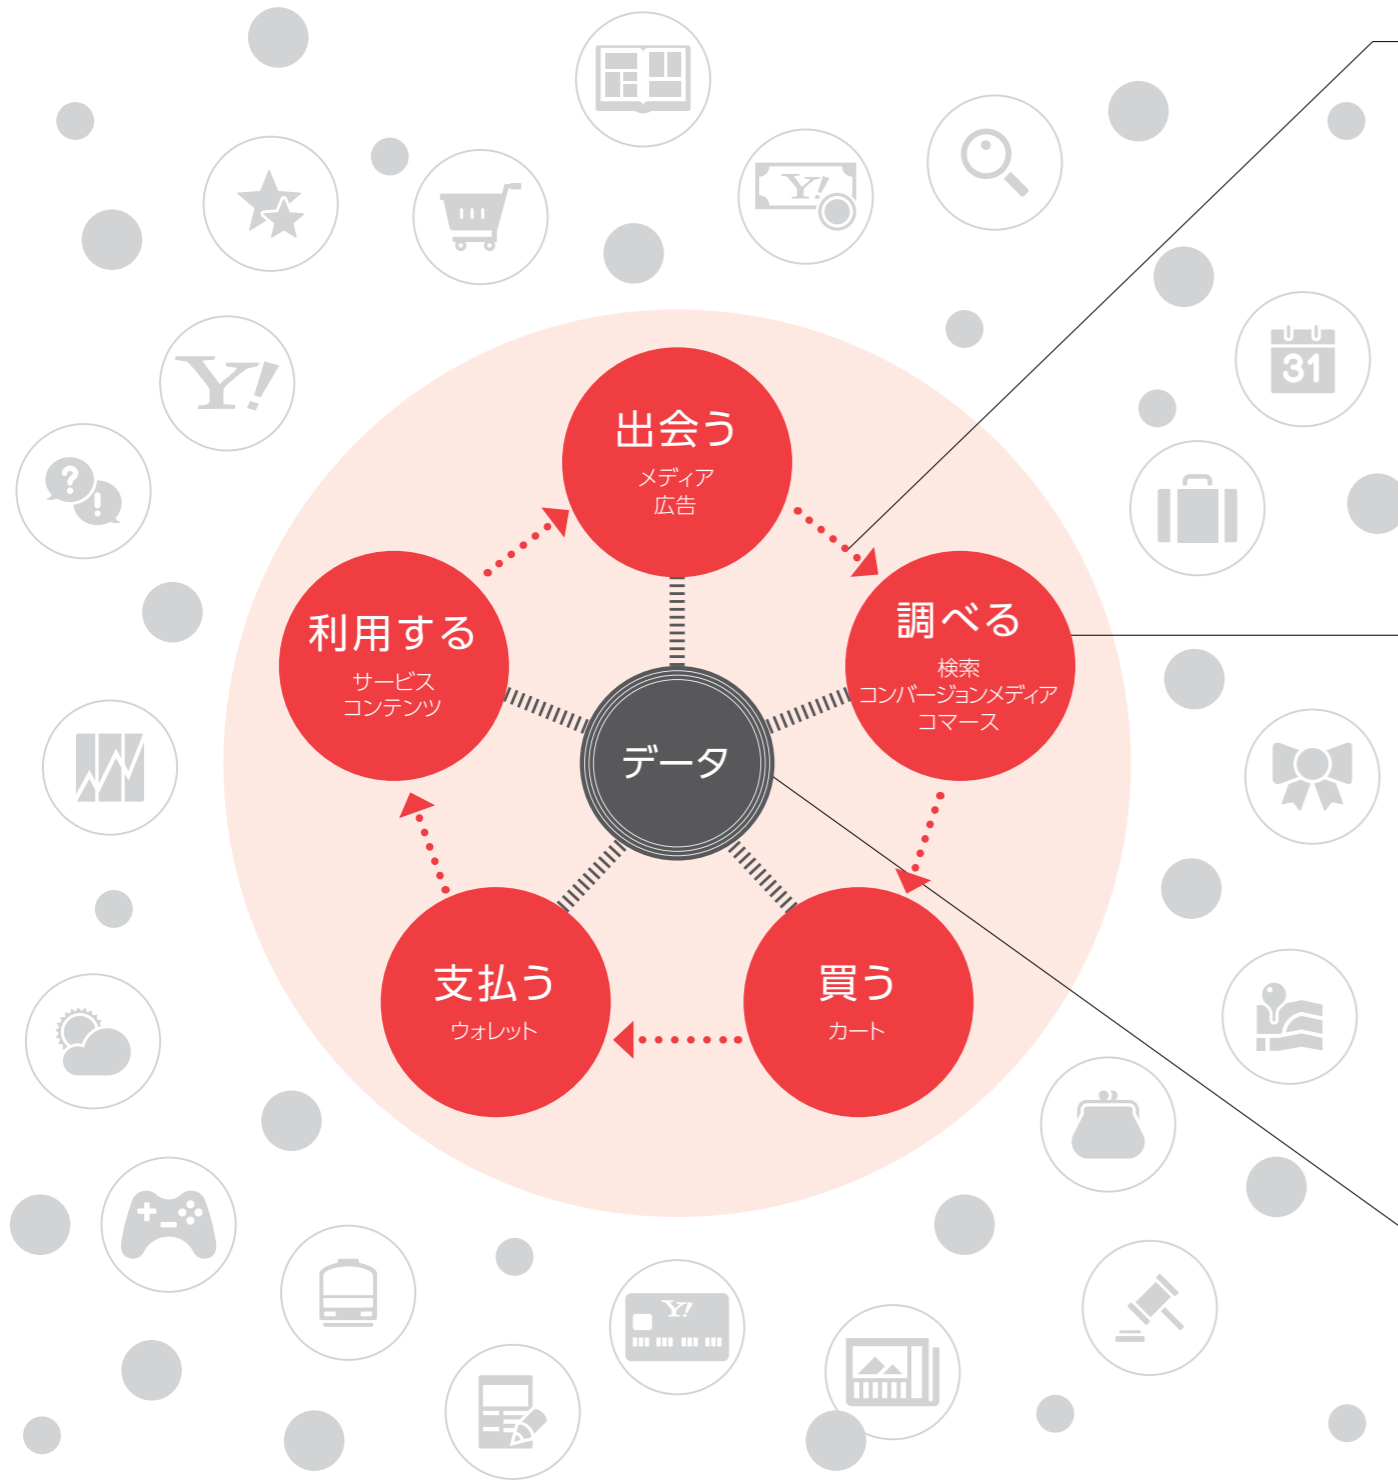 Y!
31
Y!
?
!
出会う
メディア
広告
調べる
検索
コンバージョンメディア
コマース
利用する
サービス
コンテンツ
データ
支払う
ウォレット
買う
カート
Y!